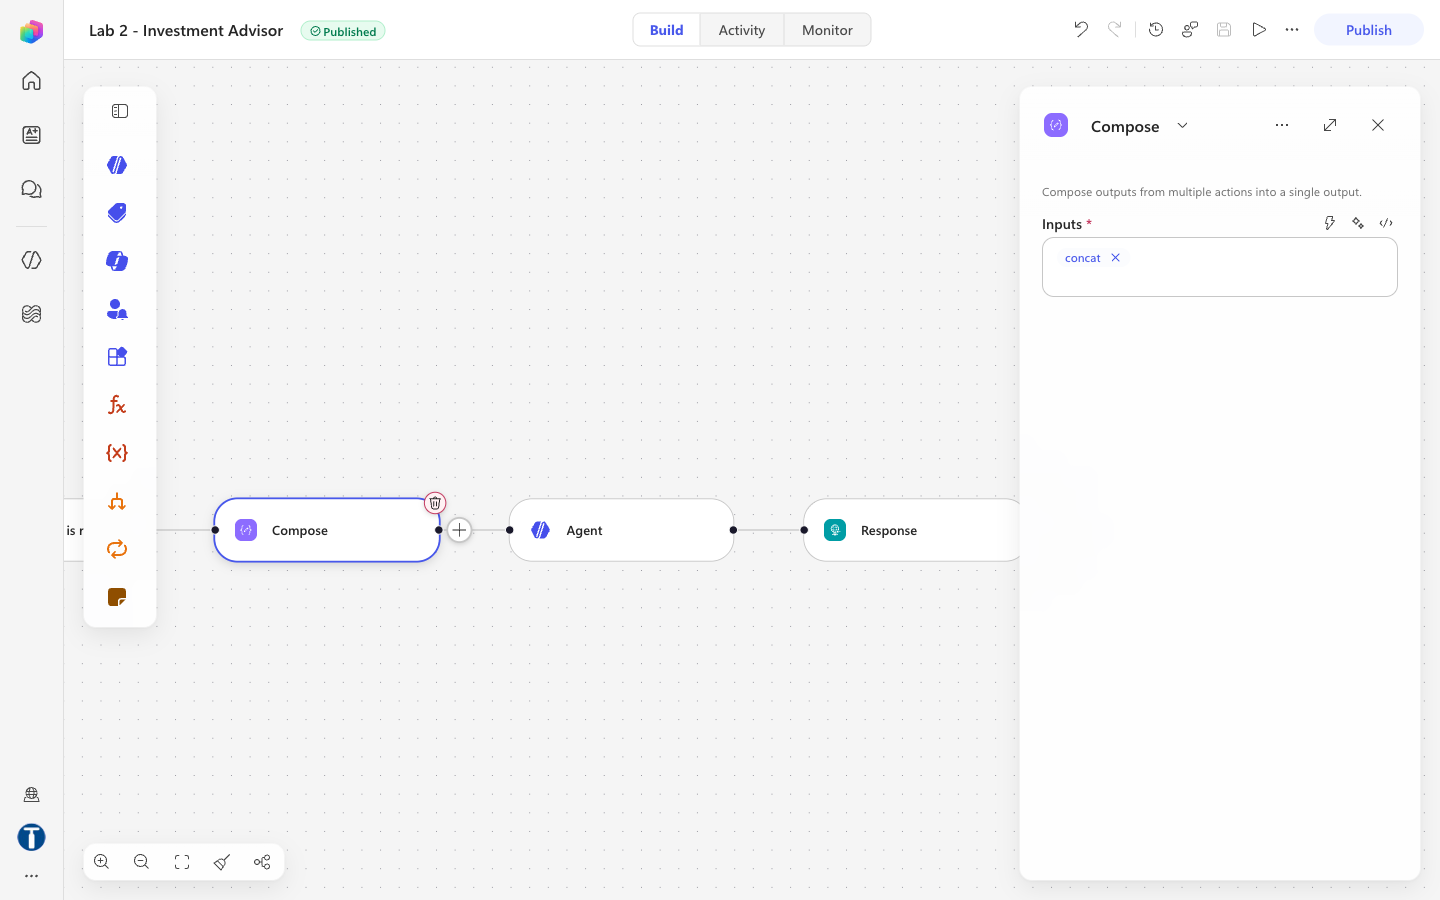 Lab 2 - Investment Advisor
Published
Build
Activity
Monitor
Publish
Compose
Compose outputs from multiple actions into a single output.
Inputs *
concat
is
Compose
Agent
Response